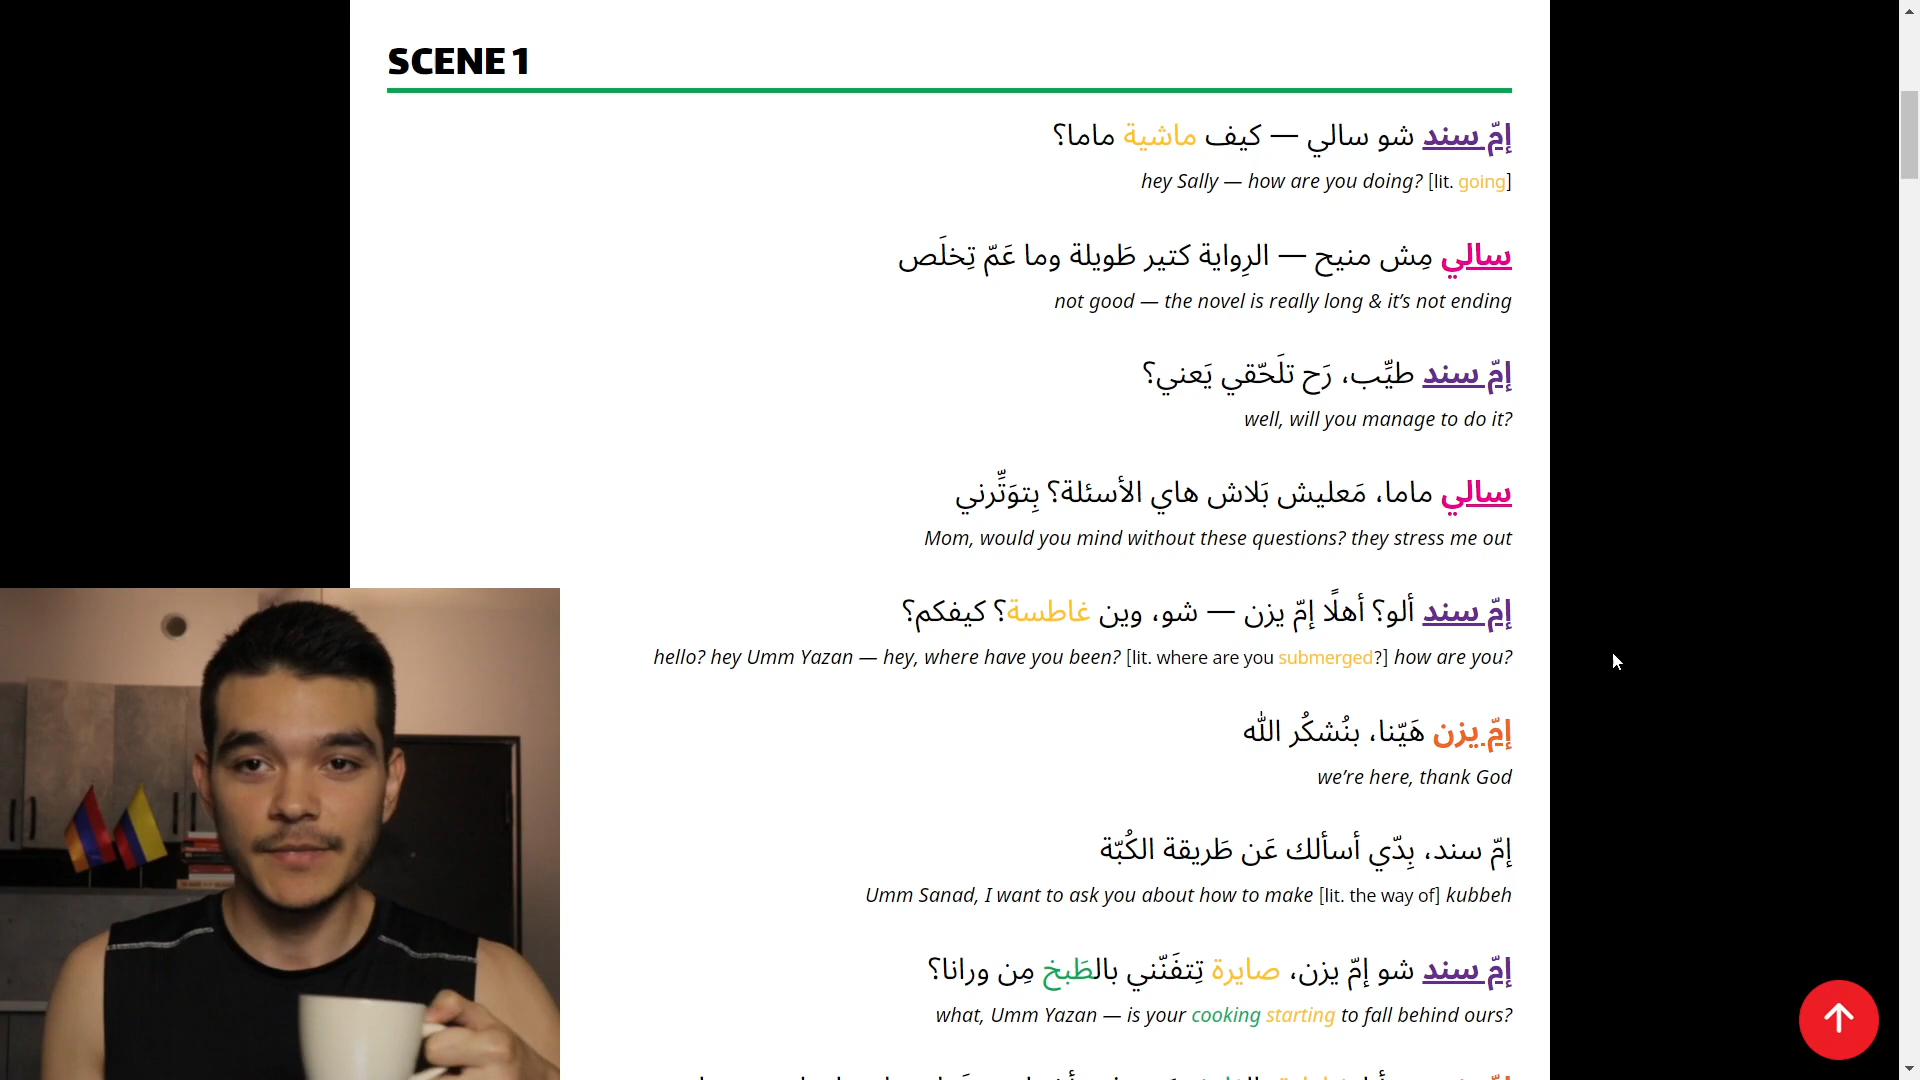 SCENE 1
إمّ سند شو سالي — كيف ماشية ماما؟
hey Sally — how are you doing? [lit. going]
سالي مِش منيح — الرِواية كتير طَويلة وما عَمّ تِخلَص
not good — the novel is really long & it's not ending
إمّ سند طيِّب، رَح تلَحّقي يَعني؟
well, will you manage to do it?
سالي ماما، مَعليش بَلاش هاي الأسئلة؟ بِتوَتِّرني
Mom, would you mind without these questions? they stress me out
إمّ سند ألو؟ أهلًا إمّ يزن — شو، وين غاطسة؟ كيفكم؟
hello? hey Umm Yazan — hey, where have you been? [lit. where are you submerged?] how are you?
إمّ يزن هَيّنا، بنُشكُر الله
we're here, thank God
إمّ سند، بِدّي أسألك عَن طَريقة الكُبّة
Umm Sanad, I want to ask you about how to make [lit. the way of] kubbeh
إمّ سند شو إمّ يزن، صايرة تِتفَنّني بالطَبخ مِن ورانا؟
what, Umm Yazan — is your cooking starting to fall behind ours?